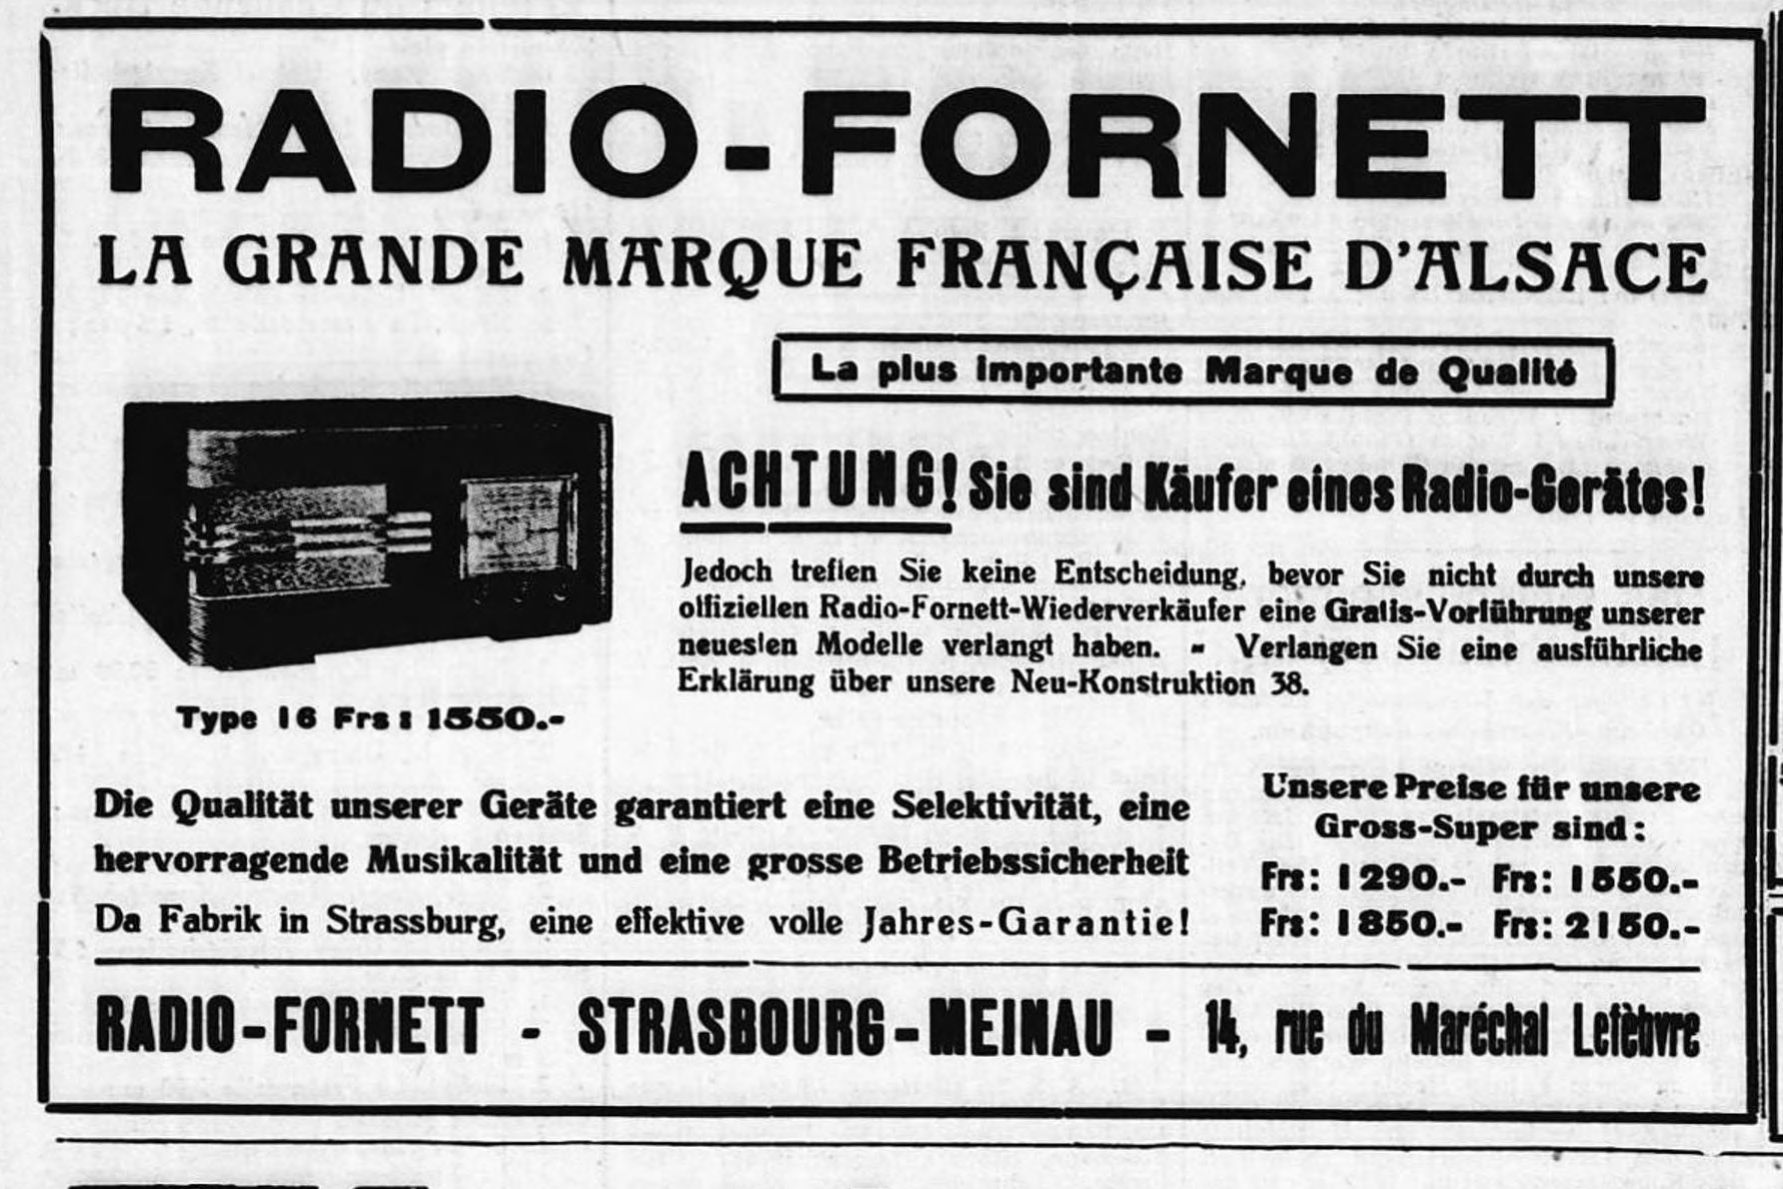 RADIO-FORNETT
LA GRANDE MARQUE FRANÇAISE D'ALSACE
La plus importante Marque de Qualité
ACHTUNG! Sie sind Käufer eines Radio-Gerätes!
Jedoch treffen Sie keine Entscheidung, bevor Sie nicht durch unsere
offiziellen Radio-Fornett-Wiederverkäufer eine Gratis-Vorführung unserer
neuesten Modelle verlangt haben. - Verlangen Sie eine ausführliche
Erklärung über unsere Neu-Konstruktion 38.
Type 16 Frs: 1550.-
Die Qualität unserer Geräte garantiert eine Selektivität, eine
hervorragende Musikalität und eine grosse Betriebssicherheit
Da Fabrik in Strassburg, eine effektive volle Jahres-Garantie!
Unsere Preise für unsere
Gross-Super sind:
Frs: 1290.- Frs: 1550.-
Frs: 1850.- Frs: 2150.-
RADIO-FORNETT - STRASBOURG-MEINAU - 14, rue du Maréchal Lefèbvre